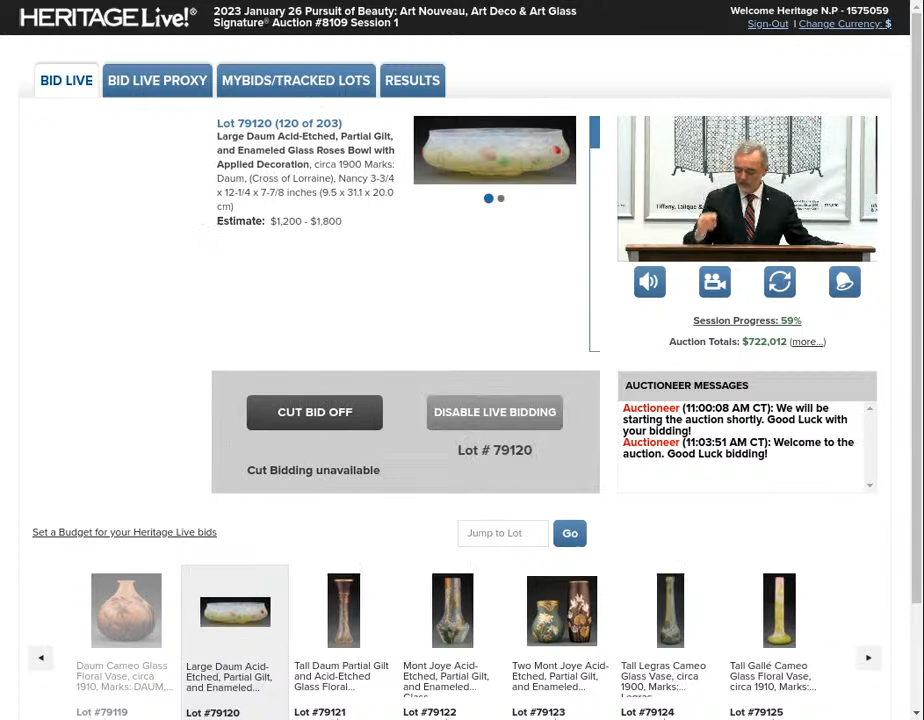 HERITAGE Live!®
2023 January 26 Pursuit of Beauty: Art Nouveau, Art Deco & Art Glass
Signature® Auction #8109 Session 1
Welcome Heritage N.P - 1575059
Sign-Out | Change Currency: $
BID LIVE
BID LIVE PROXY
MYBIDS/TRACKED LOTS
RESULTS
Lot 79120 (120 of 203)
Large Daum Acid-Etched, Partial Gilt,
and Enameled Glass Roses Bowl with
Applied Decoration, circa 1900 Marks:
Daum, (Cross of Lorraine), Nancy 3-3/4
x 12-1/4 x 7-7/8 inches (9.5 x 31.1 x 20.0
cm)
Estimate: $1,200 - $1,800
Session Progress: 59%
Auction Totals: $722,012 (more...)
CUT BID OFF
DISABLE LIVE BIDDING
Lot # 79120
Cut Bidding unavailable
AUCTIONEER MESSAGES
Auctioneer (11:00:08 AM CT): We will be
starting the auction shortly. Good Luck with
your bidding!
Auctioneer (11:03:51 AM CT): Welcome to the
auction. Good Luck bidding!
Set a Budget for your Heritage Live bids
Jump to Lot
Go
Daum Cameo Glass
Floral Vase, circa
1910, Marks: DAUM,...
Lot #79119
Large Daum Acid-
Etched, Partial Gilt,
and Enameled...
Lot #79120
Tall Daum Partial Gilt
and Acid-Etched
Glass Floral...
Lot #79121
Mont Joye Acid-
Etched, Partial Gilt,
and Enameled...
Lot #79122
Two Mont Joye Acid-
Etched, Partial Gilt,
and Enameled...
Lot #79123
Tall Legras Cameo
Glass Vase, circa
1900, Marks:...
Lot #79124
Tall Gallé Cameo
Glass Floral Vase,
circa 1910, Marks:...
Lot #79125